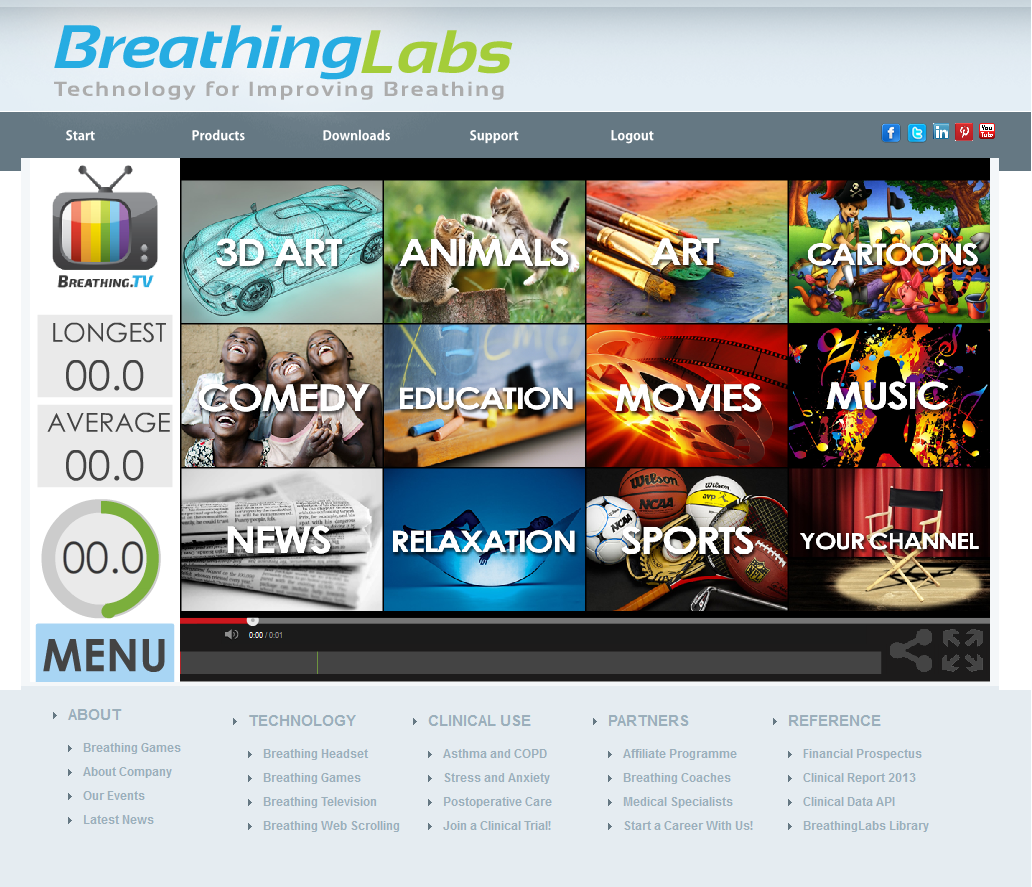 BreathingLabs
Technology for Improving Breathing
Start Products Downloads Support Logout
You Tube
BREATHING.TV
LONGEST
00.0
AVERAGE
00.0
00.0
MENU
3D ART
ANIMALS
ART
CARTOONS
COMEDY
EDUCATION
MOVIES
MUSIC
NEWS
RELAXATION
SPORTS
Wilson
NCAA
Wilson
YOUR CHANNEL
0:00 / 0:01
ABOUT
Breathing Games
About Company
Our Events
Latest News
TECHNOLOGY
Breathing Headset
Breathing Games
Breathing Television
Breathing Web Scrolling
CLINICAL USE
Asthma and COPD
Stress and Anxiety
Postoperative Care
Join a Clinical Trial!
PARTNERS
Affiliate Programme
Breathing Coaches
Medical Specialists
Start a Career With Us!
REFERENCE
Financial Prospectus
Clinical Report 2013
Clinical Data API
BreathingLabs Library